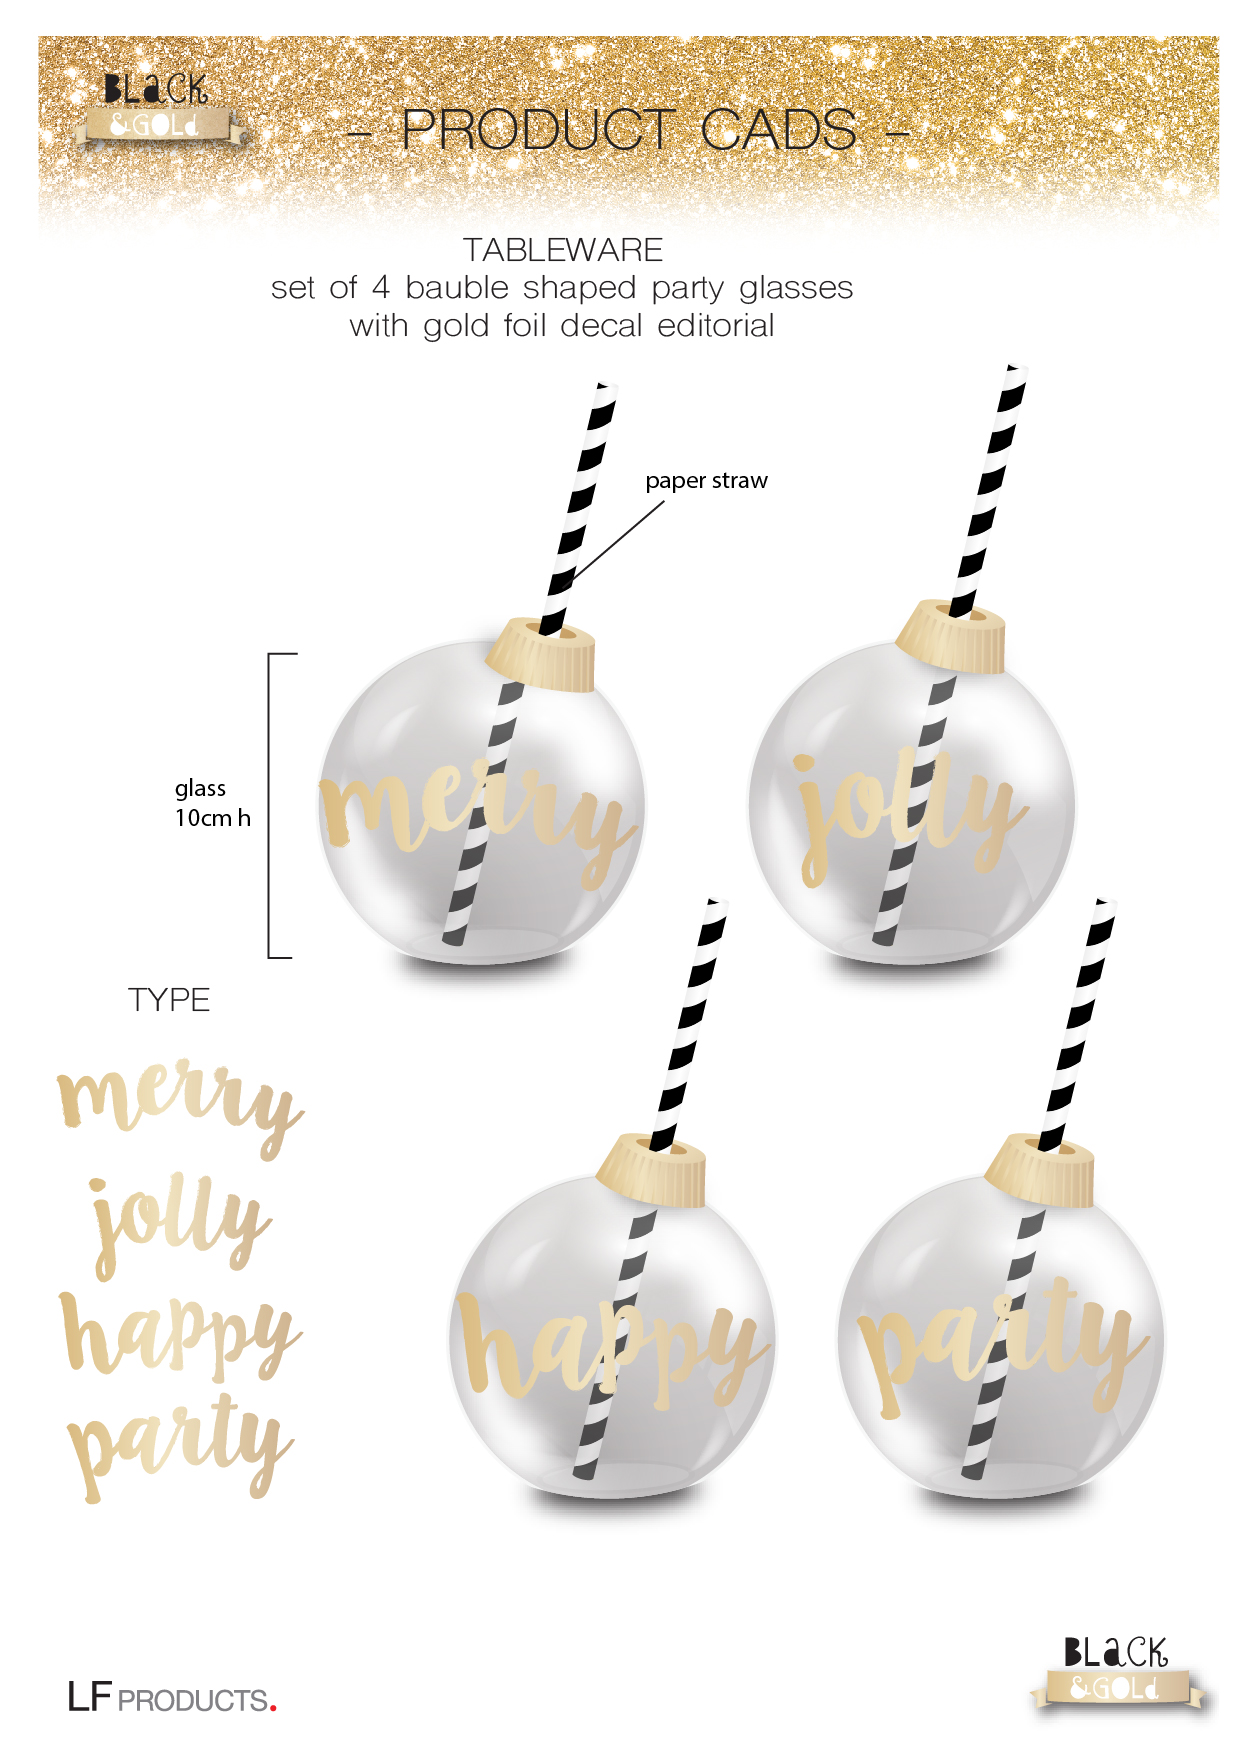 BLaCK
&GOLd
– PRODUCT CADS –
TABLEWARE
set of 4 bauble shaped party glasses
with gold foil decal editorial
paper straw
glass
10cm h
merry
jolly
TYPE
merry
jolly
happy
party
happy
party
LF PRODUCTS.
BLaCK
&GOLd